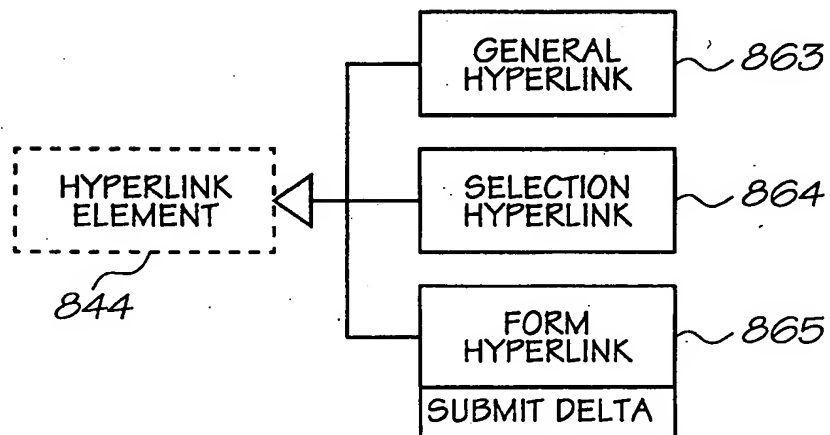 GENERAL
HYPERLINK
863
HYPERLINK
ELEMENT
844
SELECTION
HYPERLINK
864
FORM
HYPERLINK
865
SUBMIT DELTA